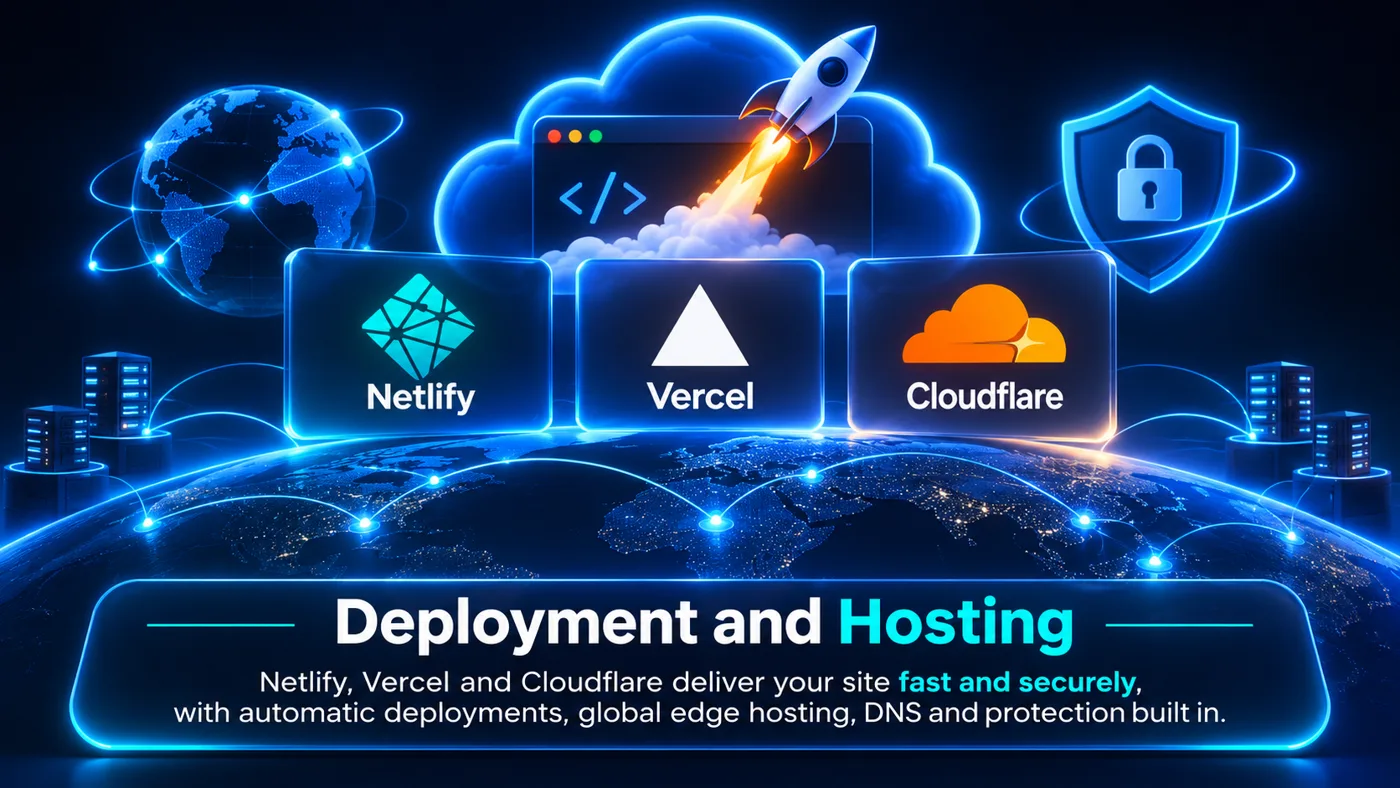 </>
Netlify
Vercel
Cloudflare
Deployment and Hosting
Netlify, Vercel and Cloudflare deliver your site fast and securely,
with automatic deployments, global edge hosting, DNS and protection built in.